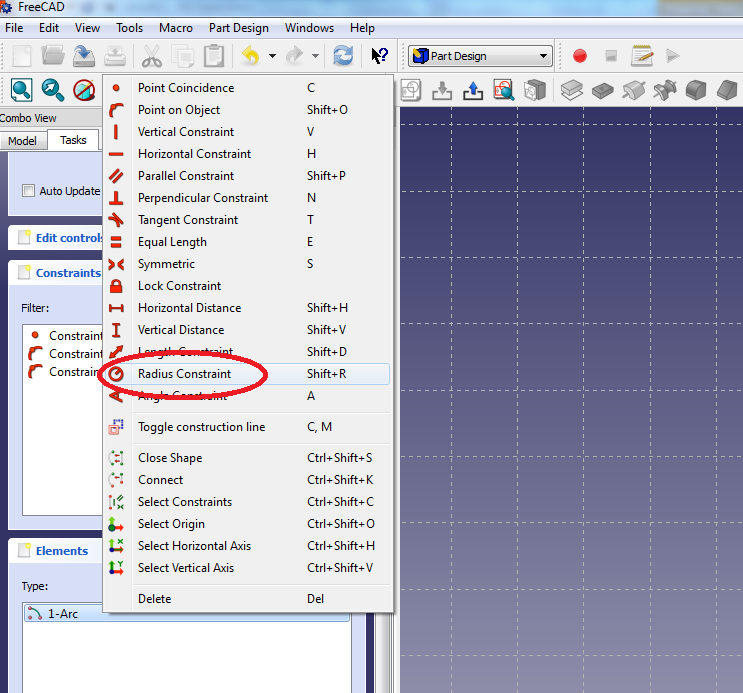 FreeCAD
File Edit View Tools Macro Part Design Windows Help
Part Design
Combo View
Model Tasks
Auto Update
Edit controls
Constraints
Filter:
Constraint
Constraint
Constraint
Point Coincidence C
Point on Object Shift+O
Vertical Constraint V
Horizontal Constraint H
Parallel Constraint Shift+P
Perpendicular Constraint N
Tangent Constraint T
Equal Length E
Symmetric S
Lock Constraint
Horizontal Distance Shift+H
Vertical Distance Shift+V
Length Constraint Shift+D
Radius Constraint Shift+R
Angle Constraint A
Toggle construction line C, M
Close Shape Ctrl+Shift+S
Connect Ctrl+Shift+K
Select Constraints Ctrl+Shift+C
Select Origin Ctrl+Shift+O
Select Horizontal Axis Ctrl+Shift+H
Select Vertical Axis Ctrl+Shift+V
Delete Del
Elements
Type:
1-Arc